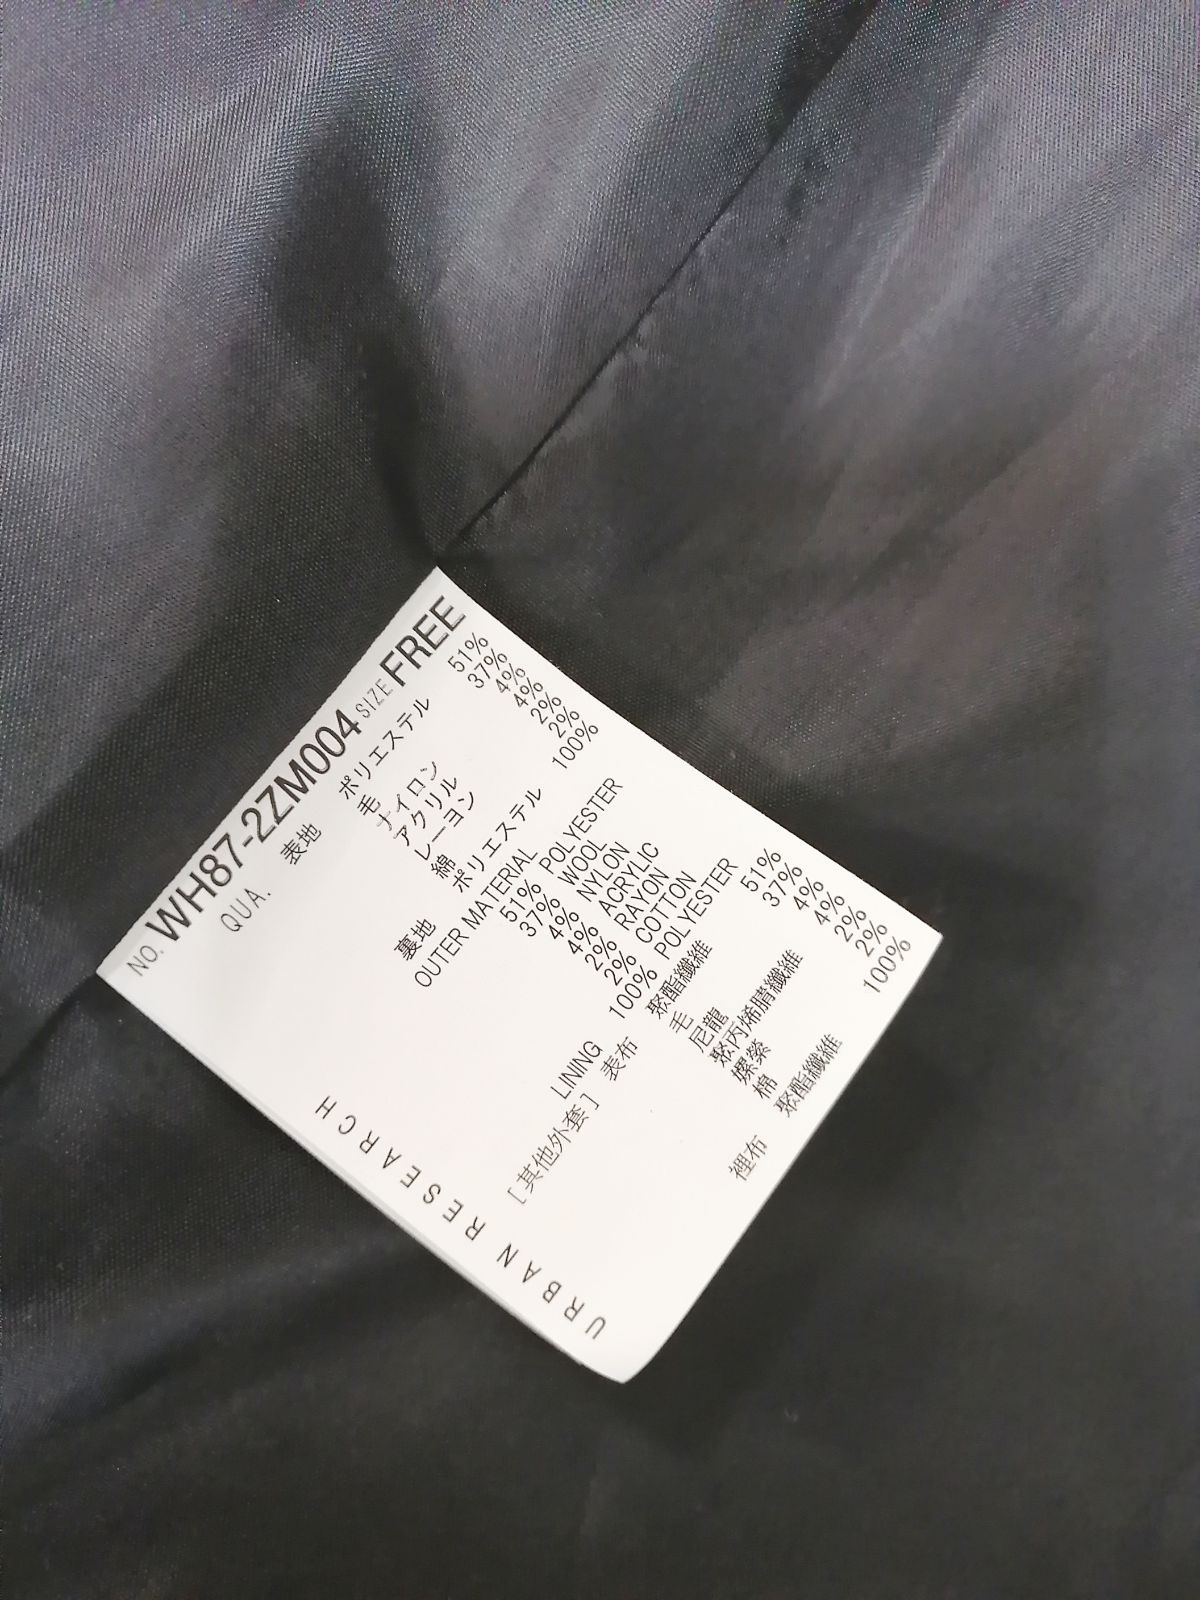 NO. WH87-2ZM004 SIZE FREE
QUA. 表地 ポリエステル 51%
毛 37%
ナイロン 4%
アクリル 4%
レーヨン 2%
綿 2%
裏地 ポリエステル 100%
OUTER MATERIAL
51% POLYESTER
37% WOOL
4% NYLON
4% ACRYLIC
2% RAYON
2% COTTON
LINING 100% POLYESTER
[其他外套] 表布 聚酯纖維 51%
毛 37%
尼龍 4%
聚丙烯腈纖維 4%
嫘縈 2%
棉 2%
裡布 聚酯纖維 100%
URBAN RESEARCH